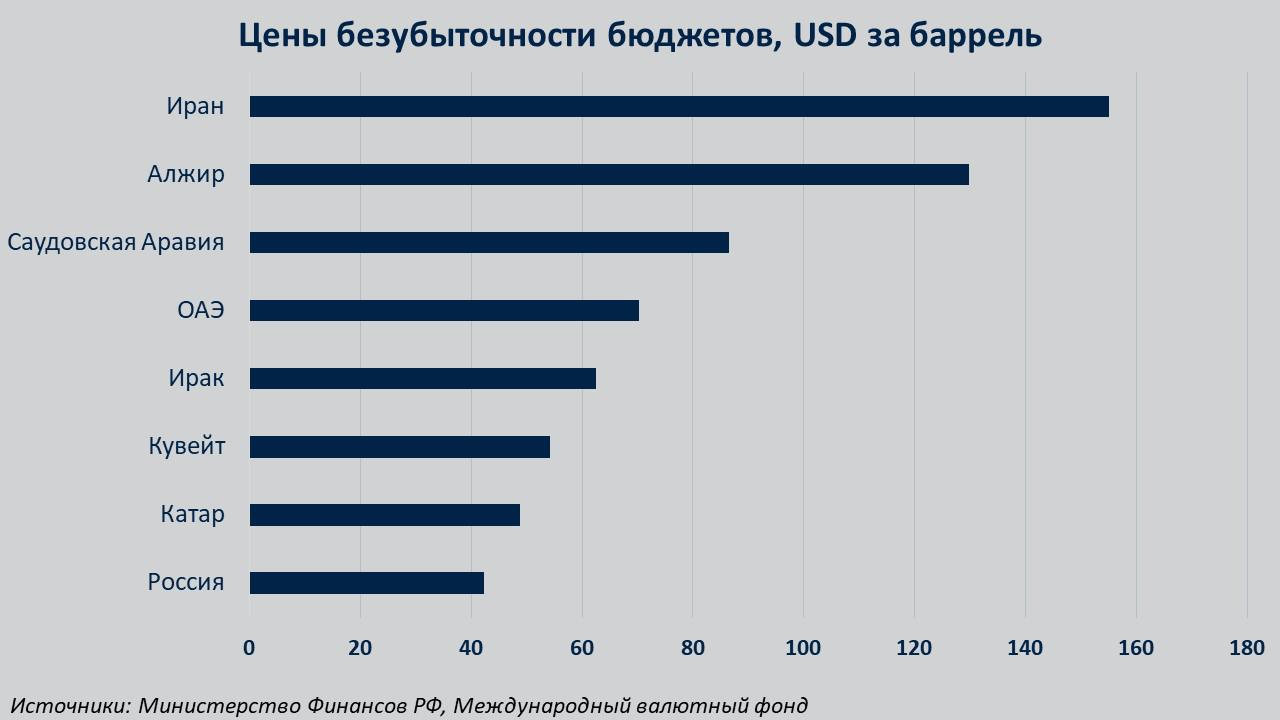 Цены безубыточности бюджетов, USD за баррель
Иран
Алжир
Саудовская Аравия
ОАЭ
Ирак
Кувейт
Катар
Россия
0 20 40 60 80 100 120 140 160 180
Источники: Министерство Финансов РФ, Международный валютный фонд